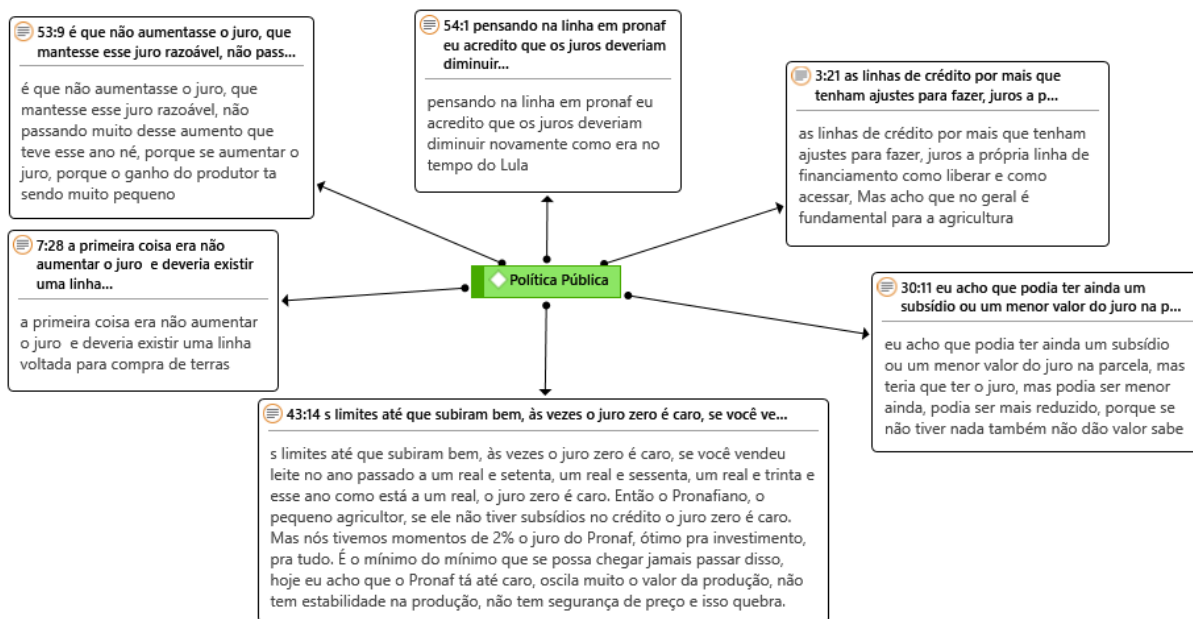 53:9 é que não aumentasse o juro, que
mantesse esse juro razoável, não pass...
é que não aumentasse o juro, que
mantesse esse juro razoável, não
passando muito desse aumento que
teve esse ano né, porque se aumentar o
juro, porque o ganho do produtor ta
sendo muito pequeno
54:1 pensando na linha em pronaf
eu acredito que os juros deveriam
diminuir...
pensando na linha em pronaf eu
acredito que os juros deveriam
diminuir novamente como era no
tempo do Lula
3:21 as linhas de crédito por mais que
tenham ajustes para fazer, juros a p...
as linhas de crédito por mais que tenham
ajustes para fazer, juros a própria linha de
financiamento como liberar e como
acessar, Mas acho que no geral é
fundamental para a agricultura
7:28 a primeira coisa era não
aumentar o juro e deveria existir
uma linha...
a primeira coisa era não aumentar
o juro e deveria existir uma linha
voltada para compra de terras
Política Pública
30:11 eu acho que podia ter ainda um
subsídio ou um menor valor do juro na p...
eu acho que podia ter ainda um subsídio
ou um menor valor do juro na parcela, mas
teria que ter o juro, mas podia ser menor
ainda, podia ser mais reduzido, porque se
não tiver nada também não dão valor sabe
43:14 s limites até que subiram bem, às vezes o juro zero é caro, se você ve...
s limites até que subiram bem, às vezes o juro zero é caro, se você vendeu
leite no ano passado a um real e setenta, um real e sessenta, um real e trinta e
esse ano como está a um real, o juro zero é caro. Então o Pronafiano, o
pequeno agricultor, se ele não tiver subsídios no crédito o juro zero é caro.
Mas nós tivemos momentos de 2% o juro do Pronaf, ótimo pra investimento,
pra tudo. É o mínimo do mínimo que se possa chegar jamais passar disso,
hoje eu acho que o Pronaf tá até caro, oscila muito o valor da produção, não
tem estabilidade na produção, não tem segurança de preço e isso quebra.